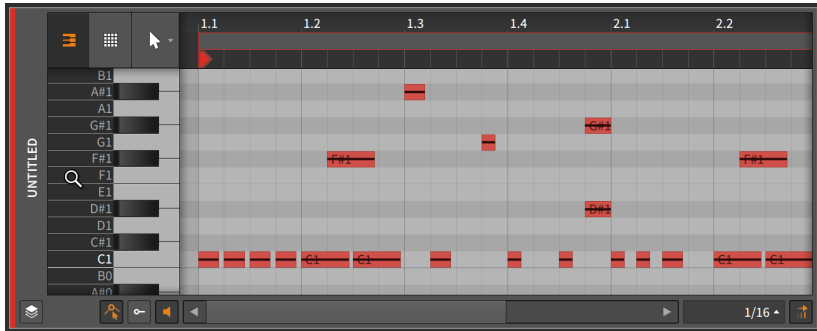 1.1 1.2 1.3 1.4 2.1 2.2
B1
A#1
A1
G#1 G#1
G1
F#1 F#1 F#1
F1
E1
D#1 D#1
D1
C#1
C1 C1 C1 C1 C1
B0
A#0
UNTITLED
1/16